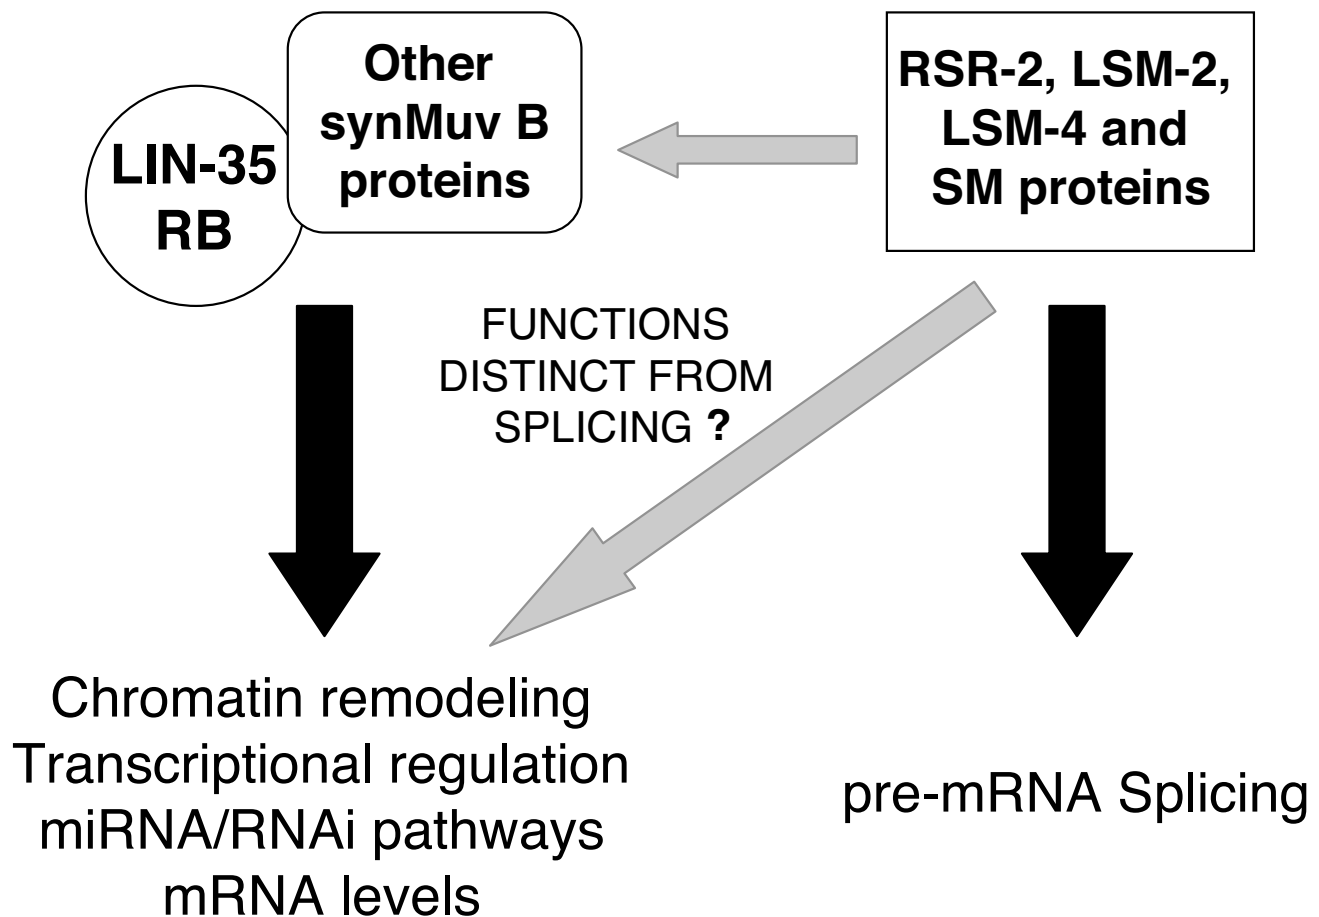 Other
synMuv B
proteins
LIN-35
RB
RSR-2, LSM-2,
LSM-4 and
SM proteins
FUNCTIONS
DISTINCT FROM
SPLICING ?
Chromatin remodeling
Transcriptional regulation
miRNA/RNAi pathways
mRNA levels
pre-mRNA Splicing